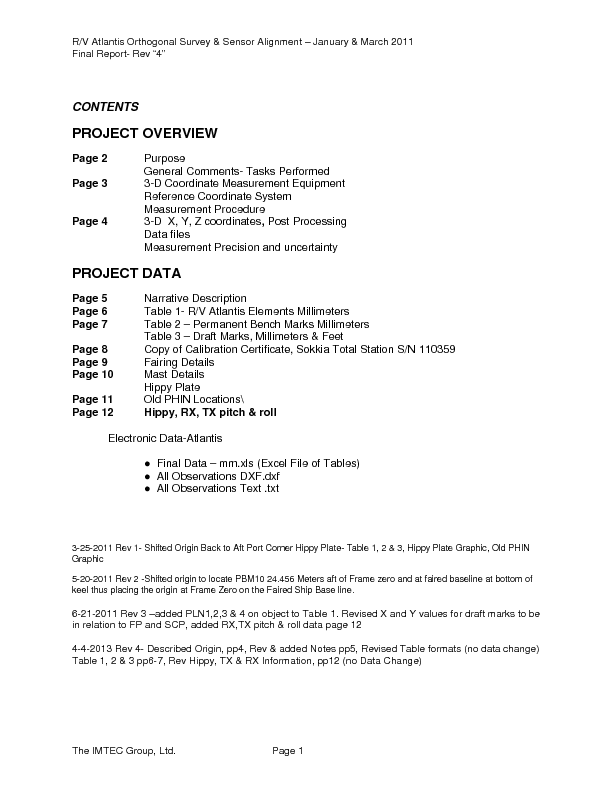 R/V Atlantis Orthogonal Survey & Sensor Alignment – January & March 2011
Final Report- Rev "4"
CONTENTS
PROJECT OVERVIEW
Page 2 Purpose
General Comments- Tasks Performed
Page 3 3-D Coordinate Measurement Equipment
Reference Coordinate System
Measurement Procedure
Page 4 3-D X, Y, Z coordinates, Post Processing
Data files
Measurement Precision and uncertainty
PROJECT DATA
Page 5 Narrative Description
Page 6 Table 1- R/V Atlantis Elements Millimeters
Page 7 Table 2 – Permanent Bench Marks Millimeters
Table 3 – Draft Marks, Millimeters & Feet
Page 8 Copy of Calibration Certificate, Sokkia Total Station S/N 110359
Page 9 Fairing Details
Page 10 Mast Details
Hippy Plate
Page 11 Old PHIN Locations\
Page 12 Hippy, RX, TX pitch & roll
Electronic Data-Atlantis
● Final Data – mm.xls (Excel File of Tables)
● All Observations DXF.dxf
● All Observations Text .txt
3-25-2011 Rev 1- Shifted Origin Back to Aft Port Corner Hippy Plate- Table 1, 2 & 3, Hippy Plate Graphic, Old PHIN
Graphic
5-20-2011 Rev 2 -Shifted origin to locate PBM10 24.456 Meters aft of Frame zero and at faired baseline at bottom of
keel thus placing the origin at Frame Zero on the Faired Ship Base line.
6-21-2011 Rev 3 –added PLN1,2,3 & 4 on object to Table 1. Revised X and Y values for draft marks to be
in relation to FP and SCP, added RX,TX pitch & roll data page 12
4-4-2013 Rev 4- Described Origin, pp4, Rev & added Notes pp5, Revised Table formats (no data change)
Table 1, 2 & 3 pp6-7, Rev Hippy, TX & RX Information, pp12 (no Data Change)
The IMTEC Group, Ltd. Page 1